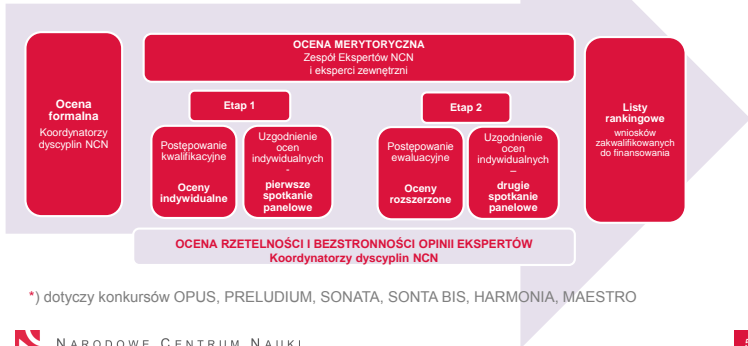 OCENA MERYTORYCZNA
Zespół Ekspertów NCN
i eksperci zewnętrzni
Ocena
formalna
Koordynatorzy
dyscyplin NCN
Etap 1
Postępowanie
kwalifikacyjne
Oceny
indywidualne
Uzgodnienie
ocen
indywidualnych
-
pierwsze
spotkanie
panelowe
Etap 2
Postępowanie
ewaluacyjne
Oceny
rozszerzone
Uzgodnienie
ocen
indywidualnych
–
drugie
spotkanie
panelowe
Listy
rankingowe
wniosków
zakwalifikowanych
do finansowania
OCENA RZETELNOŚCI I BEZSTRONNOŚCI OPINII EKSPERTÓW
Koordynatorzy dyscyplin NCN
*) dotyczy konkursów OPUS, PRELUDIUM, SONATA, SONTA BIS, HARMONIA, MAESTRO
NARODOWE CENTRUM NAUKI